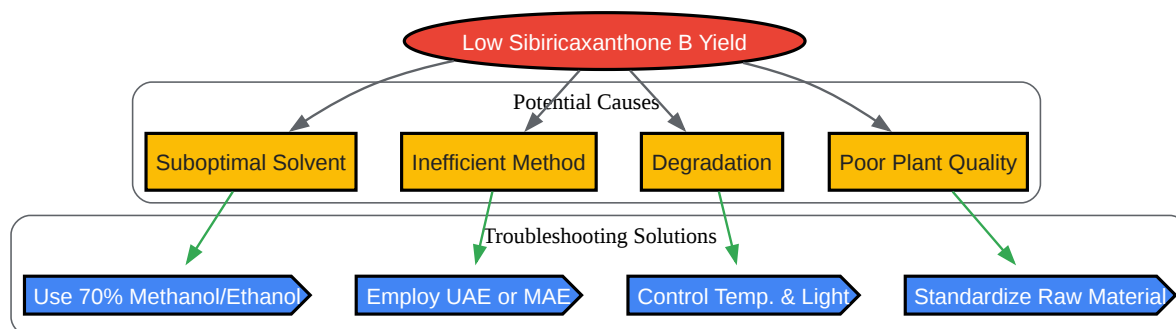 Low Sibiricaxanthone B Yield
Potential Causes
Suboptimal Solvent
Inefficient Method
Degradation
Poor Plant Quality
Troubleshooting Solutions
Use 70% Methanol/Ethanol
Employ UAE or MAE
Control Temp. & Light
Standardize Raw Material